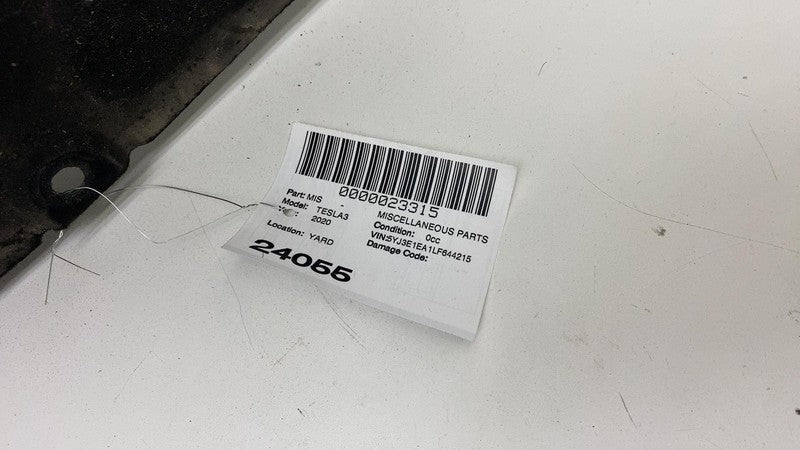 0000023315
Part: MIS MISCELLANEOUS PARTS
Model: TESLA3 Condition: 0cc
2020 VIN:5YJ3E1EA1LF644215
Location: YARD Damage Code:
24055